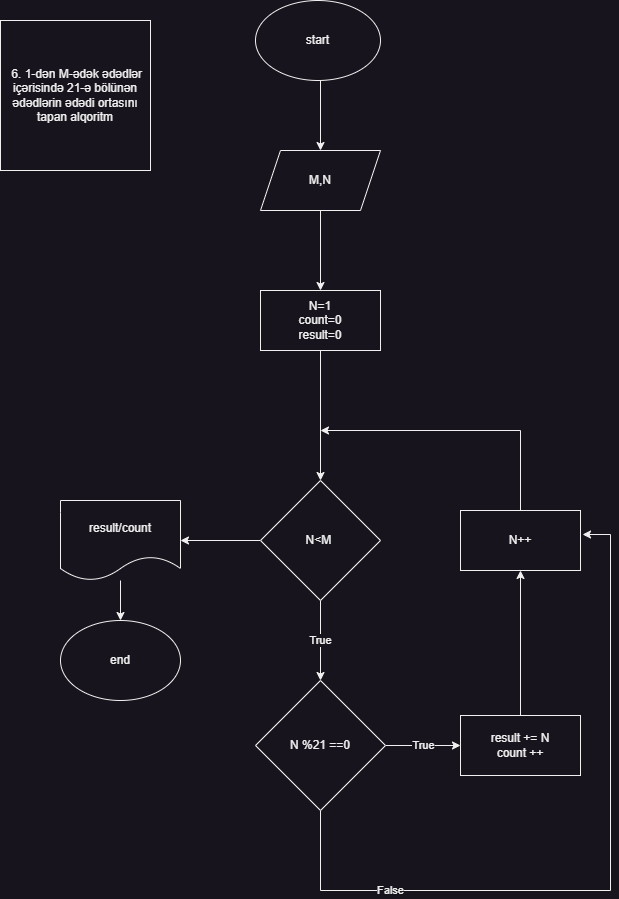 start
6. 1-dən M-ədək ədədlər
içərisində 21-ə bölünən
ədədlərin ədədi ortasını
tapan alqoritm
M,N
N=1
count=0
result=0
result/count
N<M
N++
True
end
N %21 ==0
True
result += N
count ++
False